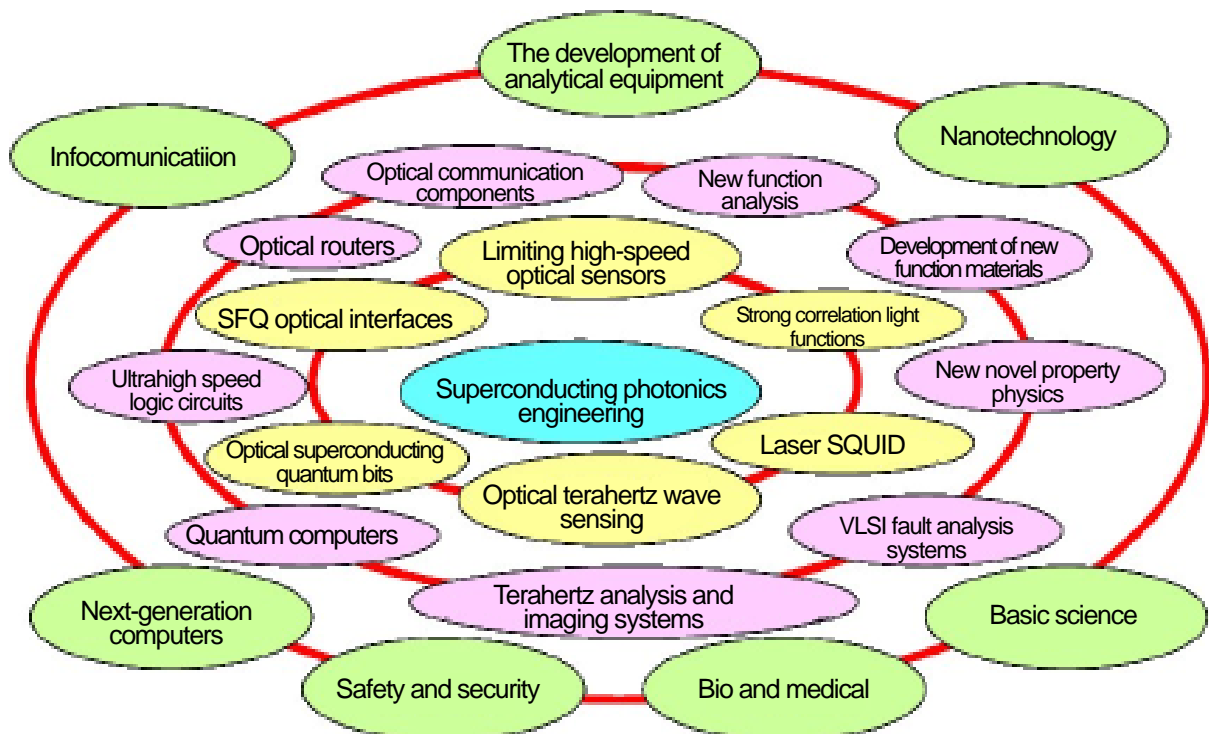 The development of
analytical equipment
Infocomunicatiion
Nanotechnology
Optical communication
components
New function
analysis
Optical routers
Limiting high-speed
optical sensors
Development of new
function materials
SFQ optical interfaces
Strong correlation light
functions
Ultrahigh speed
logic circuits
Superconducting photonics
engineering
New novel property
physics
Optical superconducting
quantum bits
Laser SQUID
Optical terahertz wave
sensing
Quantum computers
VLSI fault analysis
systems
Terahertz analysis and
imaging systems
Next-generation
computers
Basic science
Safety and security
Bio and medical